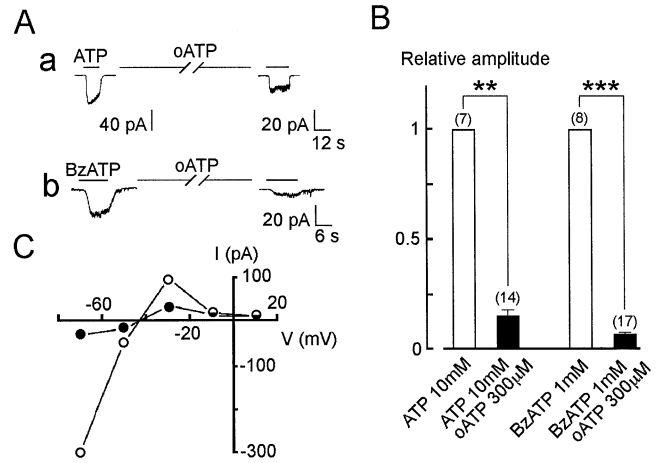 A
B
a
ATP
oATP
40 pA
20 pA
12 s
b
BzATP
oATP
20 pA
6 s
Relative amplitude
**
***
(7)
(8)
1
0.5
(14)
(17)
0
ATP 10mM
ATP 10mM
oATP 300µM
BzATP 1mM
BzATP 1mM
oATP 300µM
C
I (pA)
100
-60
20
-20
V (mV)
-100
-300